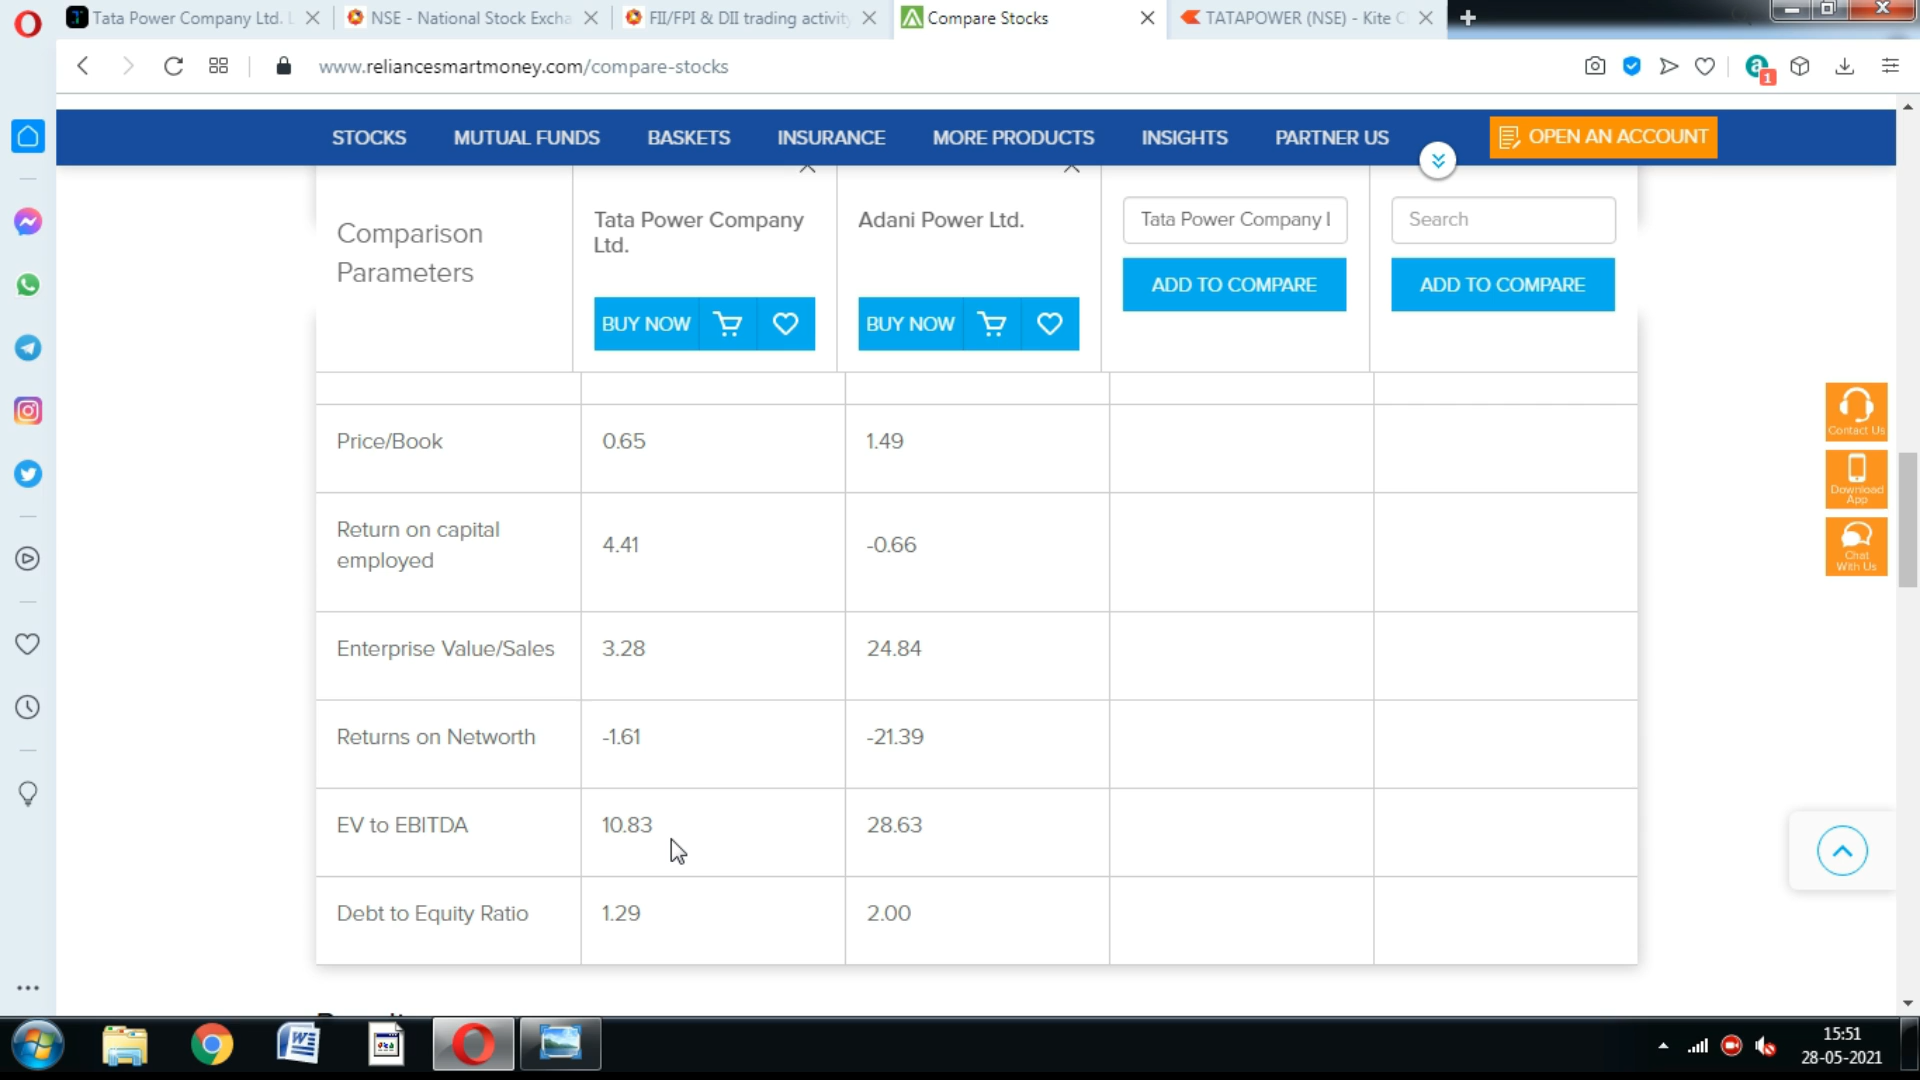 Tata Power Company Ltd.
NSE - National Stock Excha
FII/FPI & DII trading activity
Compare Stocks
TATAPOWER (NSE) - Kite C
www.reliancesmartmoney.com/compare-stocks
1
STOCKS
MUTUAL FUNDS
BASKETS
INSURANCE
MORE PRODUCTS
INSIGHTS
PARTNER US
OPEN AN ACCOUNT
Comparison
Parameters
Tata Power Company
Ltd.
BUY NOW
Adani Power Ltd.
BUY NOW
Tata Power Company
ADD TO COMPARE
Search
ADD TO COMPARE
Price/Book 0.65 1.49
Return on capital
employed
4.41 -0.66
Enterprise Value/Sales 3.28 24.84
Returns on Networth -1.61 -21.39
EV to EBITDA 10.83 28.63
Debt to Equity Ratio 1.29 2.00
Contact Us
Download
App
Chat
With Us
15:51
28-05-2021